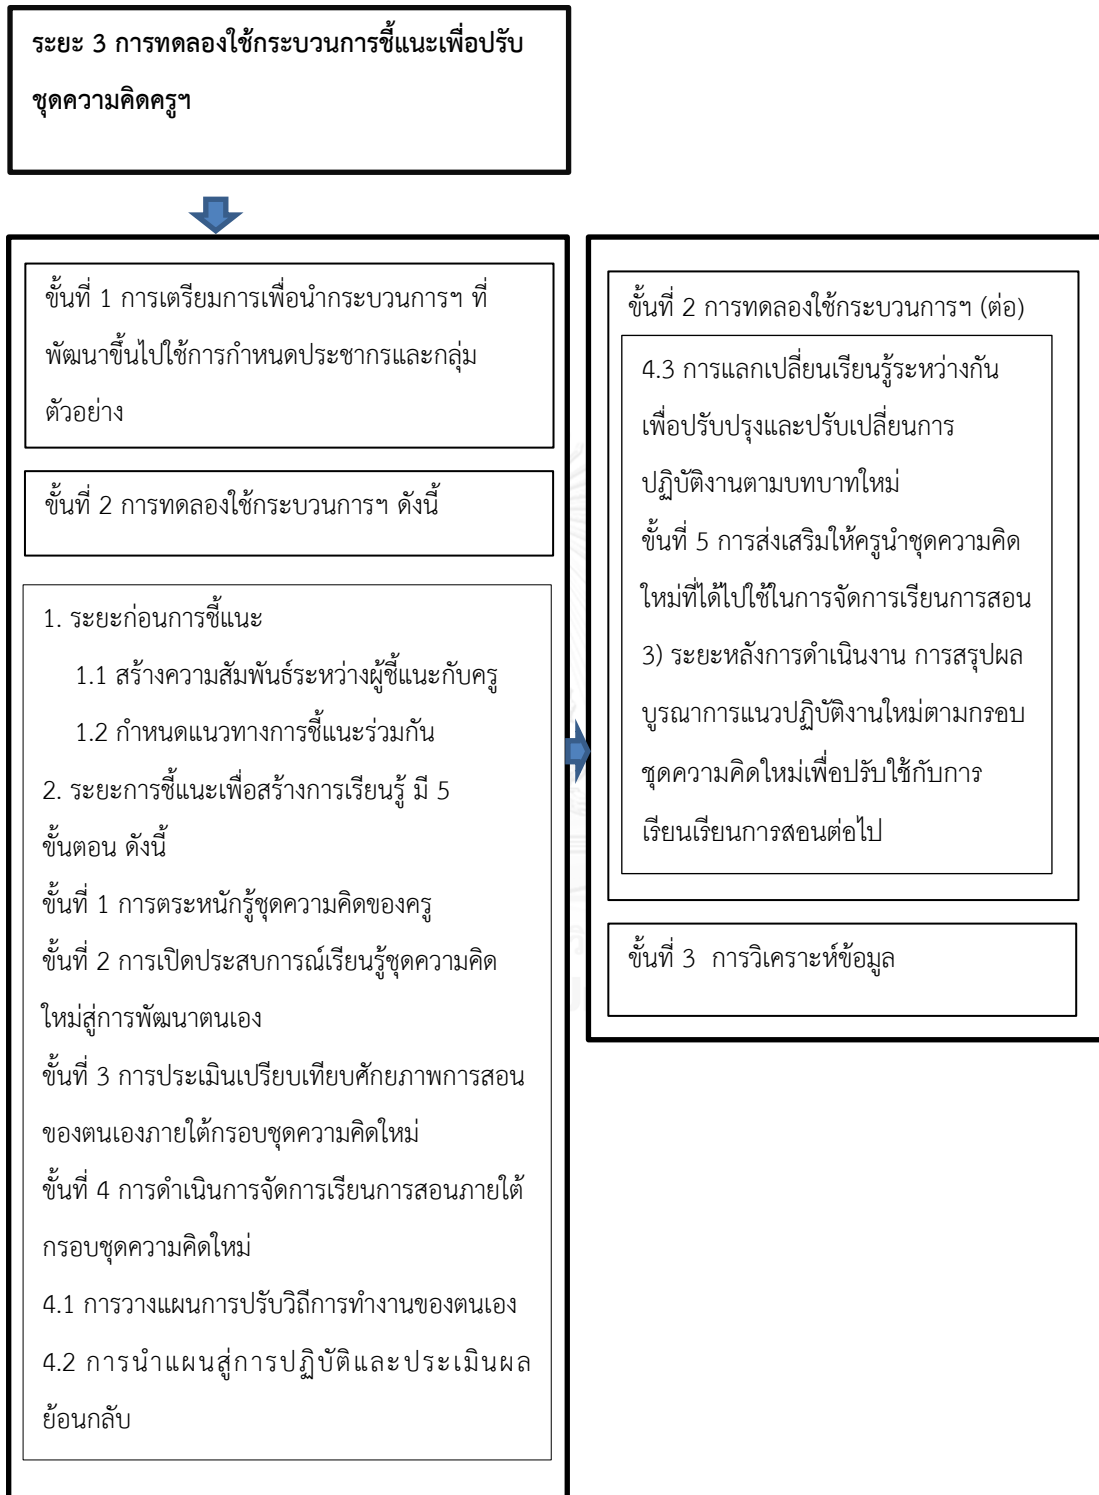 ระยะ 3 การทดลองใช้กระบวนการชี้แนะเพื่อปรับ
ชุดความคิดครูฯ
ขั้นที่ 1 การเตรียมการเพื่อนำกระบวนการฯ ที่
พัฒนาขึ้นไปใช้การกำหนดประชากรและกลุ่ม
ตัวอย่าง
ขั้นที่ 2 การทดลองใช้กระบวนการฯ ดังนี้
1. ระยะก่อนการชี้แนะ
1.1 สร้างความสัมพันธ์ระหว่างผู้ชี้แนะกับครู
1.2 กำหนดแนวทางการชี้แนะร่วมกัน
2. ระยะการชี้แนะเพื่อสร้างการเรียนรู้ มี 5
ขั้นตอน ดังนี้
ขั้นที่ 1 การตระหนักรู้ชุดความคิดของครู
ขั้นที่ 2 การเปิดประสบการณ์เรียนรู้ชุดความคิด
ใหม่สู่การพัฒนาตนเอง
ขั้นที่ 3 การประเมินเปรียบเทียบศักยภาพการสอน
ของตนเองภายใต้กรอบชุดความคิดใหม่
ขั้นที่ 4 การดำเนินการจัดการเรียนการสอนภายใต้
กรอบชุดความคิดใหม่
4.1 การวางแผนการปรับวิถีการทำงานของตนเอง
4.2 การนำแผนสู่การปฏิบัติและประเมินผล
ย้อนกลับ
ขั้นที่ 2 การทดลองใช้กระบวนการฯ (ต่อ)
4.3 การแลกเปลี่ยนเรียนรู้ระหว่างกัน
เพื่อปรับปรุงและปรับเปลี่ยนการ
ปฏิบัติงานตามบทบาทใหม่
ขั้นที่ 5 การส่งเสริมให้ครูนำชุดความคิด
ใหม่ที่ได้ไปใช้ในการจัดการเรียนการสอน
3) ระยะหลังการดำเนินงาน การสรุปผล
บูรณาการแนวปฏิบัติงานใหม่ตามกรอบ
ชุดความคิดใหม่เพื่อปรับใช้กับการ
เรียนเรียนการสอนต่อไป
ขั้นที่ 3 การวิเคราะห์ข้อมูล